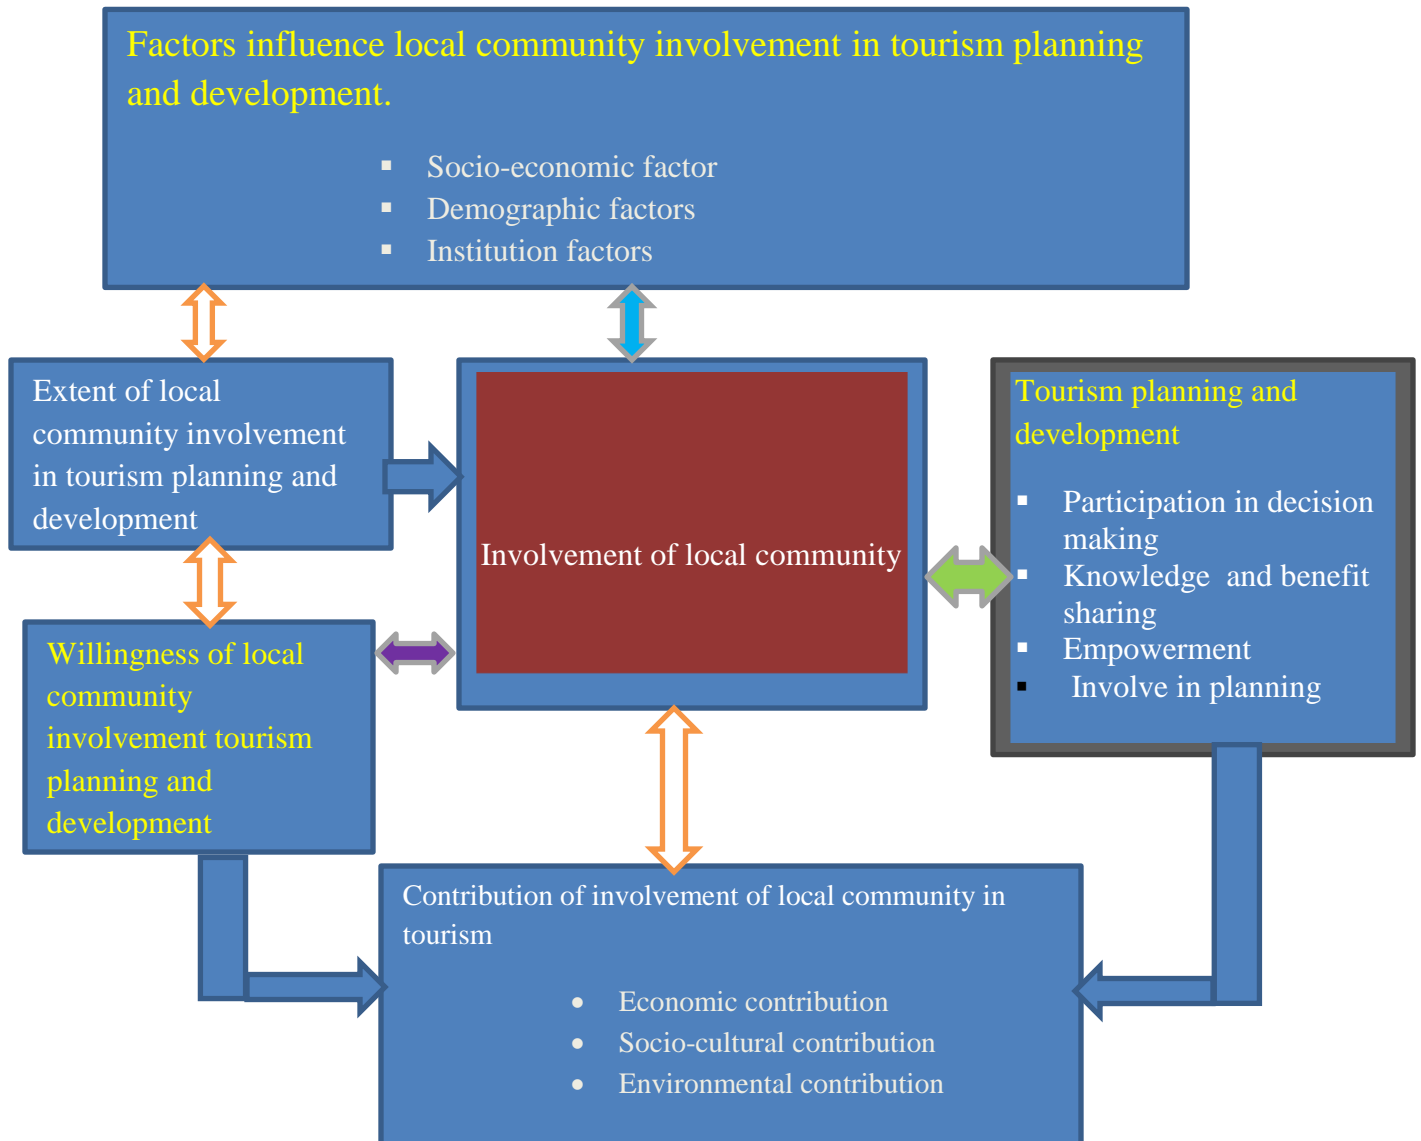 Factors influence local community involvement in tourism planning
and development.
▪ Socio-economic factor
▪ Demographic factors
▪ Institution factors
Extent of local
community involvement
in tourism planning and
development
Involvement of local community
Tourism planning and
development
▪ Participation in decision
making
▪ Knowledge and benefit
sharing
▪ Empowerment
▪ Involve in planning
Willingness of local
community
involvement tourism
planning and
development
Contribution of involvement of local community in
tourism
• Economic contribution
• Socio-cultural contribution
• Environmental contribution